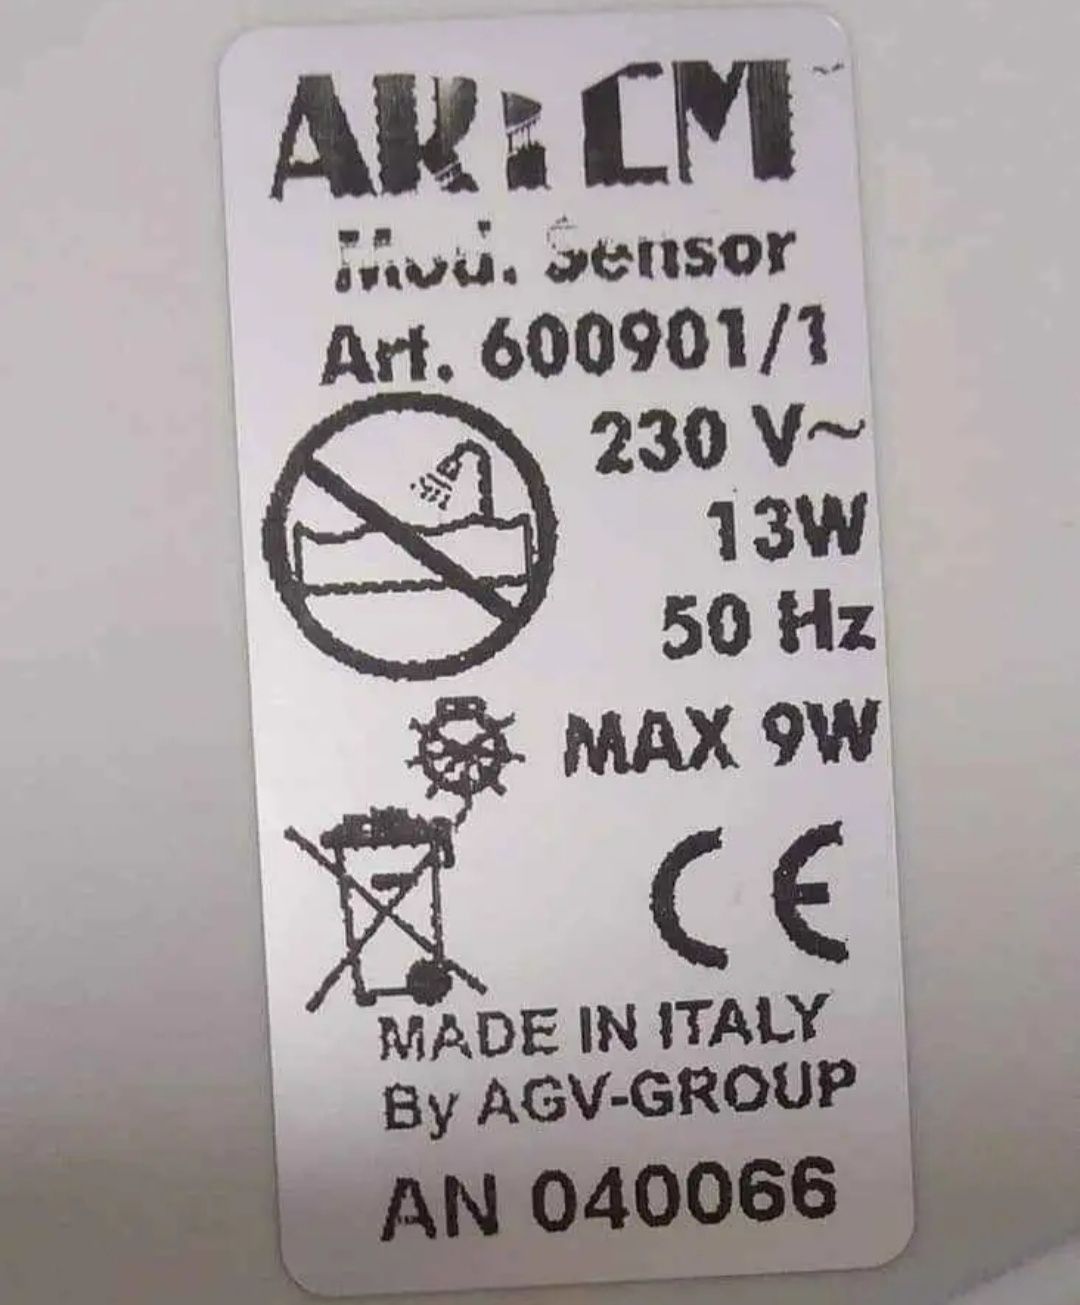 Mod. Sensor
Art. 600901/1
230 V~
13W
50 Hz
MAX 9W
CE
MADE IN ITALY
By AGV-GROUP
AN 040066